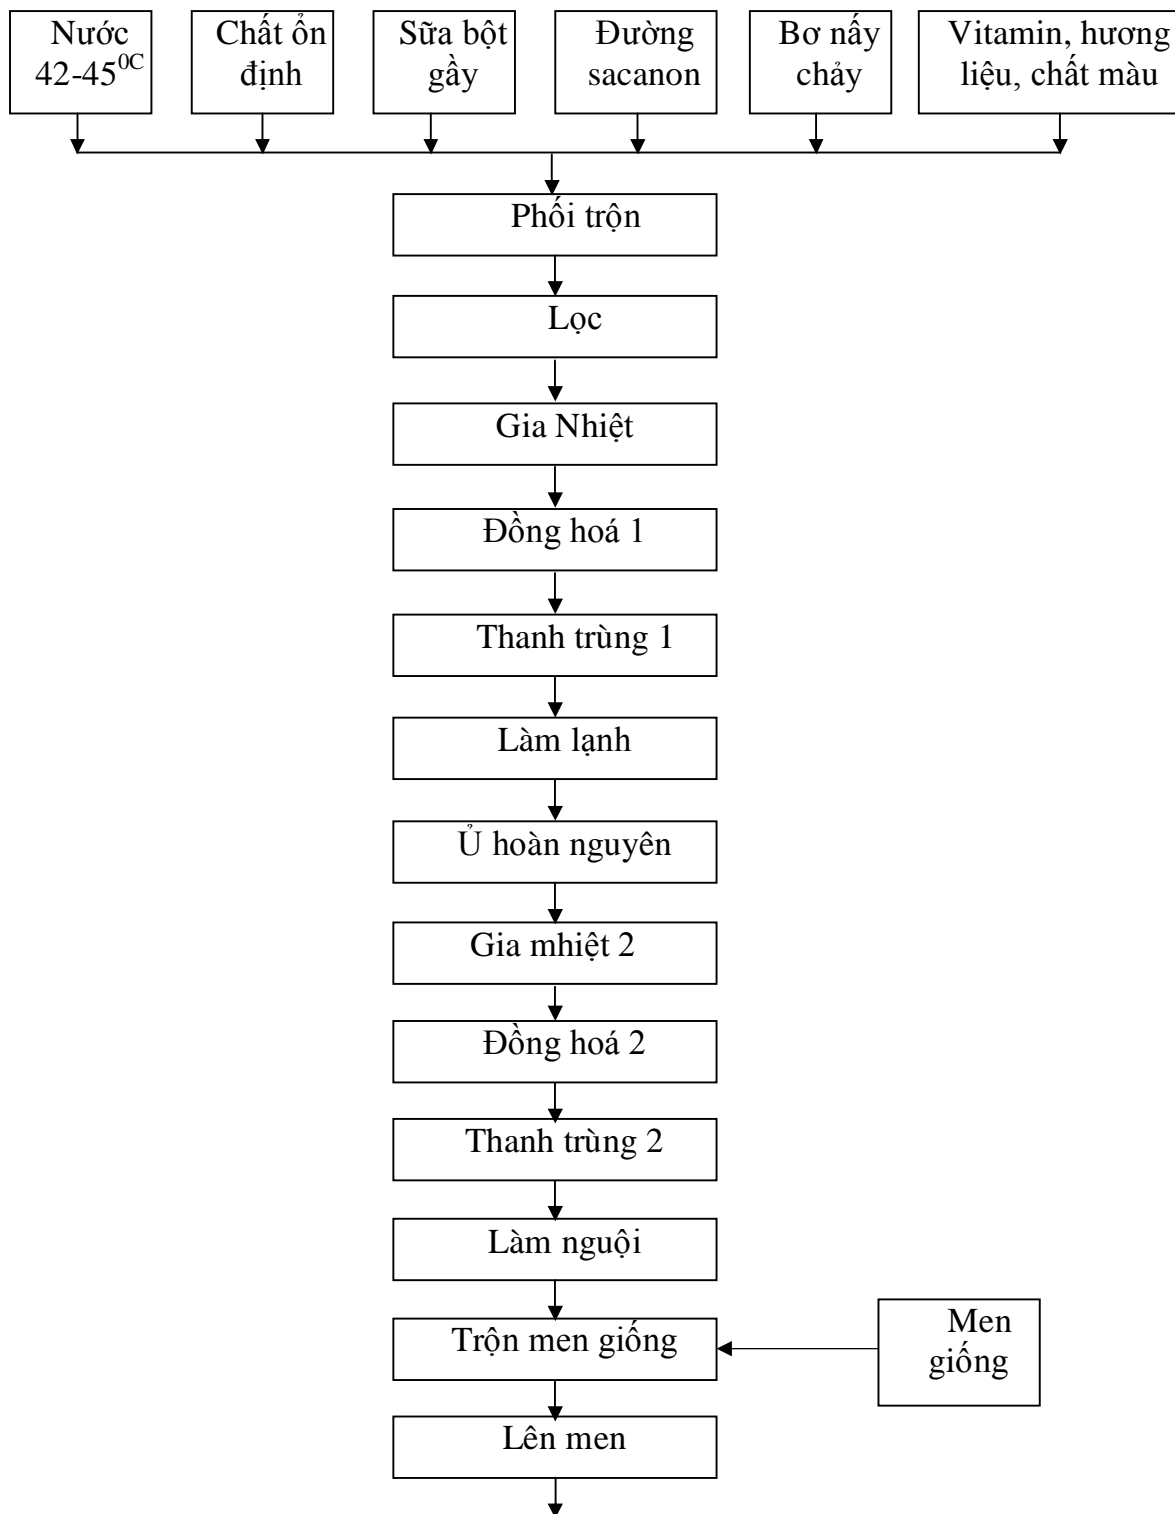 Nước
42-45⁰ᶜ
Chất ổn
định
Sữa bột
gầy
Đường
sacanon
Bơ nấy
chảy
Vitamin, hương
liệu, chất màu
Phối trộn
Lọc
Gia Nhiệt
Đồng hoá 1
Thanh trùng 1
Làm lạnh
Ủ hoàn nguyên
Gia mhiệt 2
Đồng hoá 2
Thanh trùng 2
Làm nguội
Trộn men giống
Men
giống
Lên men